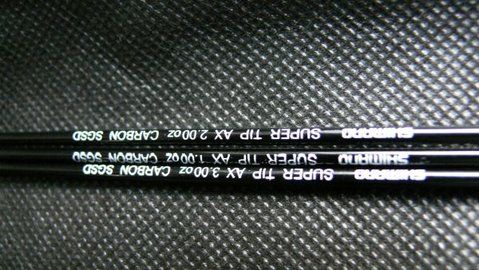 SHIMANO SUPER TIP AX 3.00oz CARBON SGSD
SHIMANO SUPER TIP AX 1.00oz CARBON SGSD
SHIMANO SUPER TIP AX 2.00oz CARBON SGSD